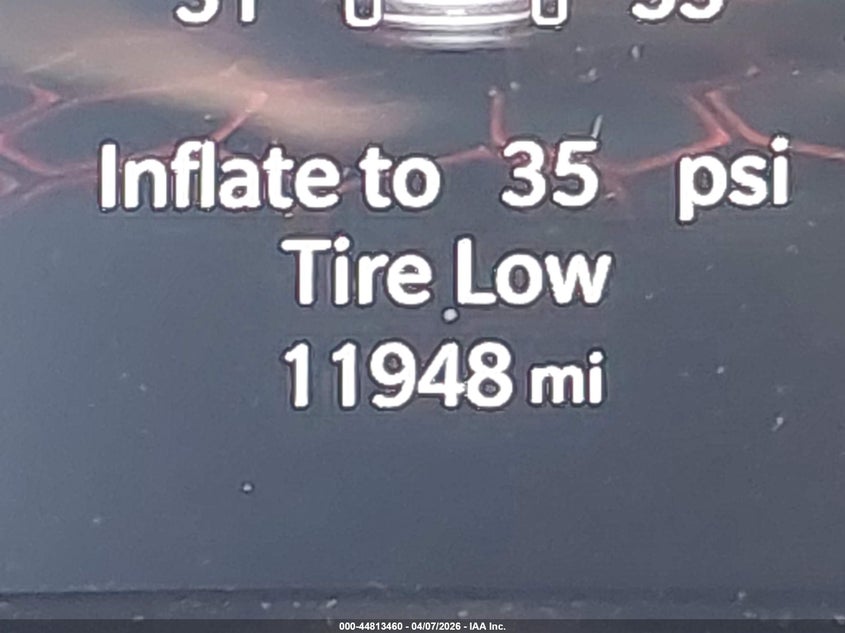 Inflate to 35 psi
Tire Low
11948 mi
000-44813460 - 04/07/2026 - IAA Inc.